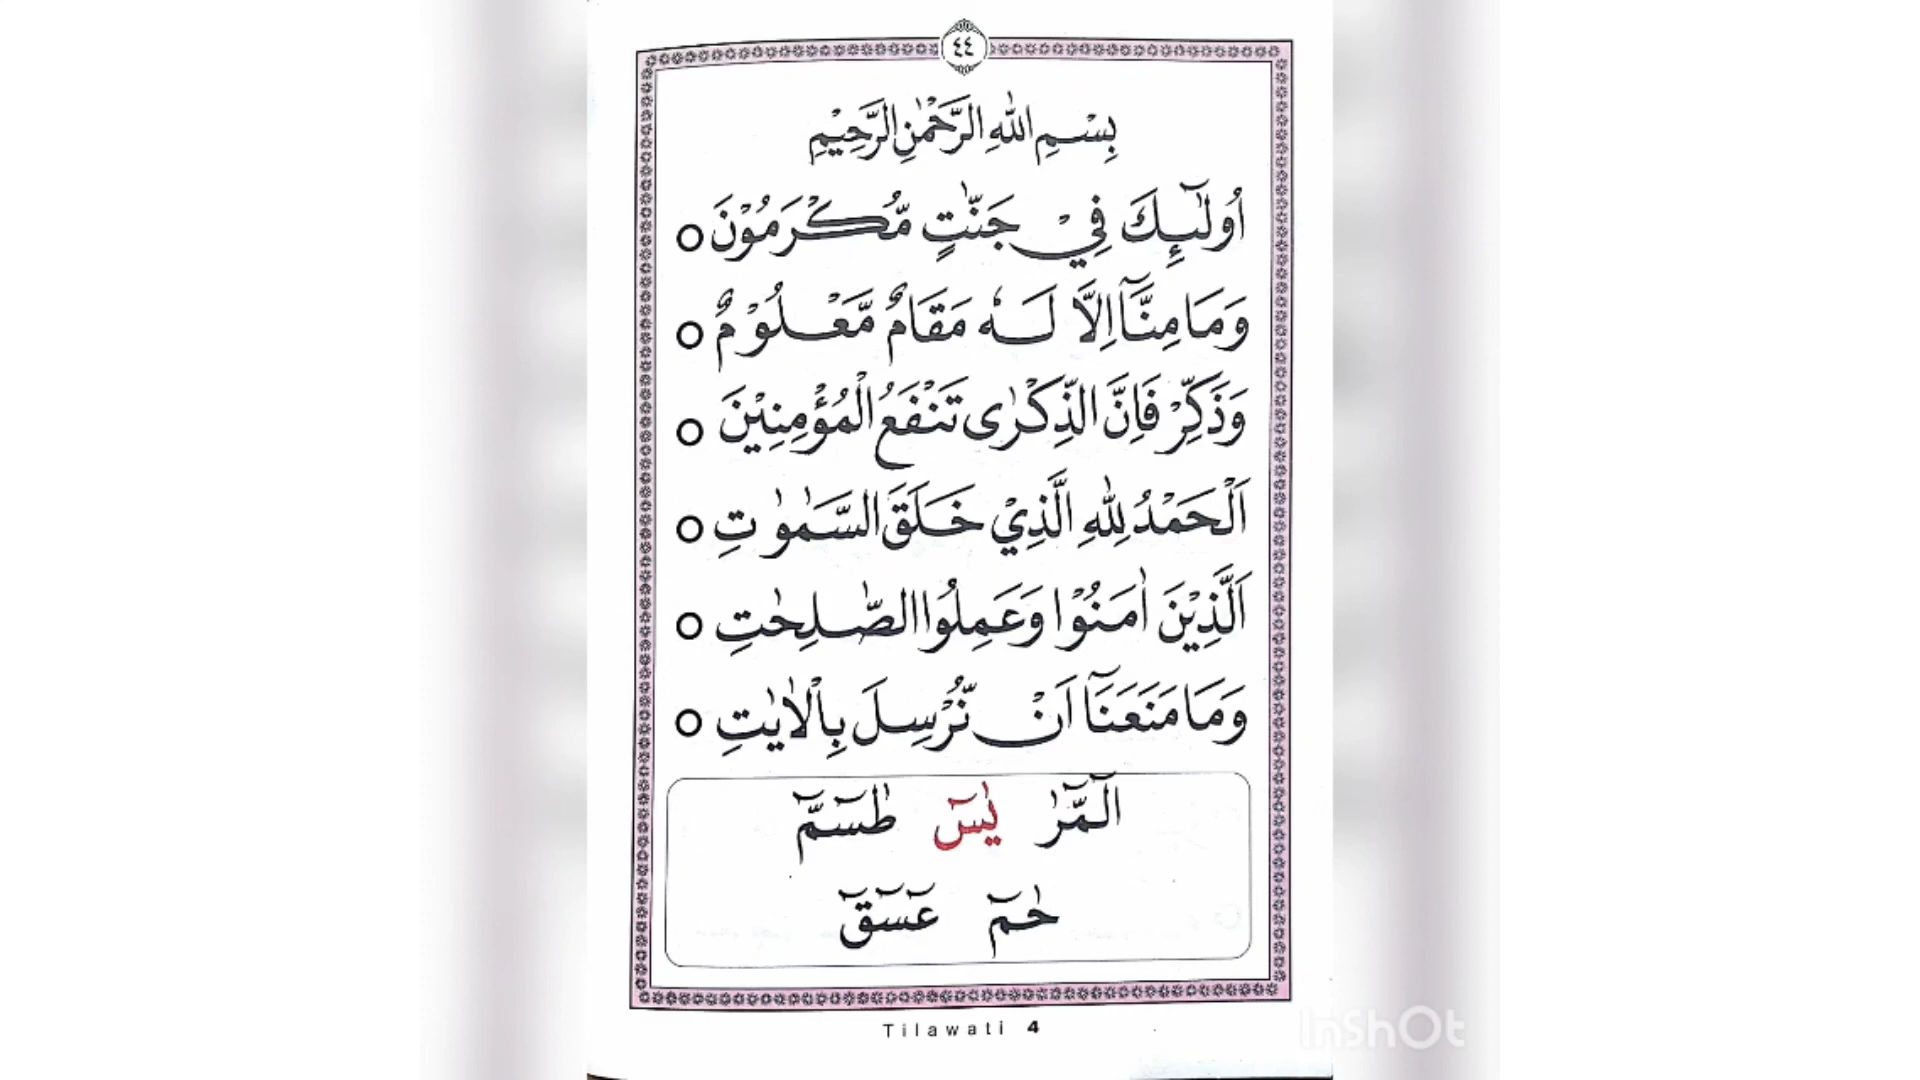 ٤٤
بِسْمِ اللّٰهِ الرَّحْمٰنِ الرَّحِيْمِ
اُولٰٓئِكَ فِيْ جَنّٰتٍ مُّكْرَمُوْنَ ○
وَمَا مِنَّآ اِلَّا لَهٗ مَقَامٌ مَّعْلُوْمٌ ○
وَذَكِّرْ فَاِنَّ الذِّكْرٰى تَنْفَعُ الْمُؤْمِنِيْنَ ○
اَلْحَمْدُ لِلّٰهِ الَّذِيْ خَلَقَ السَّمٰوٰتِ ○
اَلَّذِيْنَ اٰمَنُوْا وَعَمِلُوا الصّٰلِحٰتِ ○
وَمَا مَنَعَنَآ اَنْ نُّرْسِلَ بِالْاٰيٰتِ ○
الٓمّٓرٰ يٰسٓ طٰسٓمّٓ
حٰمٓ عٓسٓقٓ
Tilawati 4
InShOt